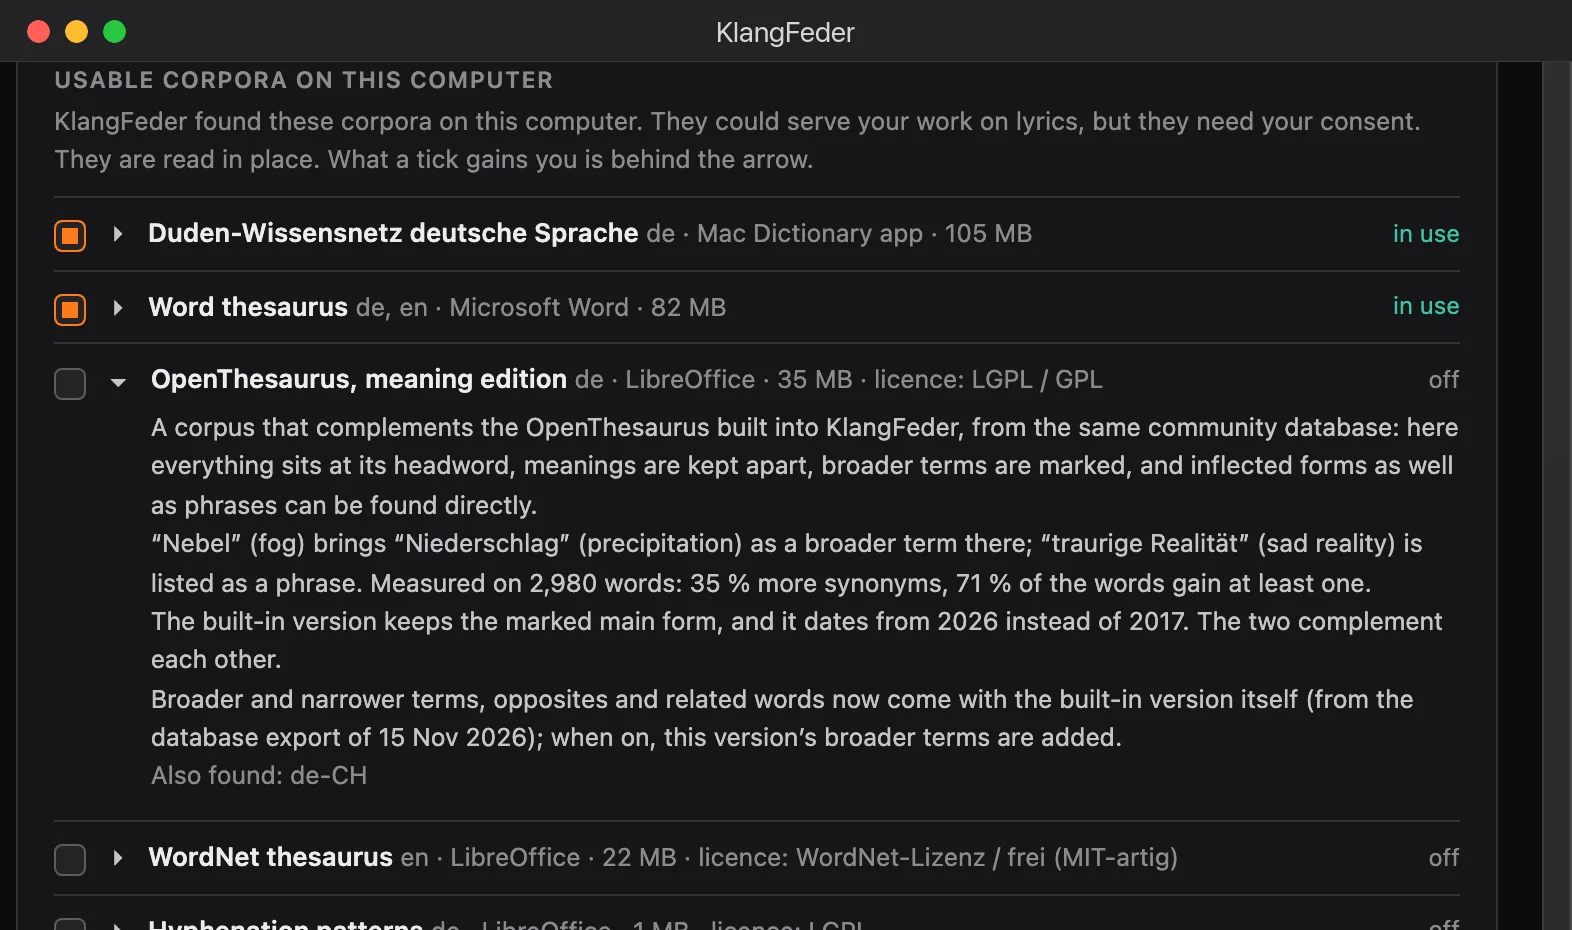 KlangFeder
USABLE CORPORA ON THIS COMPUTER
KlangFeder found these corpora on this computer. They could serve your work on lyrics, but they need your consent.
They are read in place. What a tick gains you is behind the arrow.
Duden-Wissensnetz deutsche Sprache de · Mac Dictionary app · 105 MB in use
Word thesaurus de, en · Microsoft Word · 82 MB in use
OpenThesaurus, meaning edition de · LibreOffice · 35 MB · licence: LGPL / GPL off
A corpus that complements the OpenThesaurus built into KlangFeder, from the same community database: here
everything sits at its headword, meanings are kept apart, broader terms are marked, and inflected forms as well
as phrases can be found directly.
“Nebel” (fog) brings “Niederschlag” (precipitation) as a broader term there; “traurige Realität” (sad reality) is
listed as a phrase. Measured on 2,980 words: 35 % more synonyms, 71 % of the words gain at least one.
The built-in version keeps the marked main form, and it dates from 2026 instead of 2017. The two complement
each other.
Broader and narrower terms, opposites and related words now come with the built-in version itself (from the
database export of 15 Nov 2026); when on, this version’s broader terms are added.
Also found: de-CH
WordNet thesaurus en · LibreOffice · 22 MB · licence: WordNet-Lizenz / frei (MIT-artig) off
Hyphenation patterns de · LibreOffice · 1 MB · licence: LGPL off